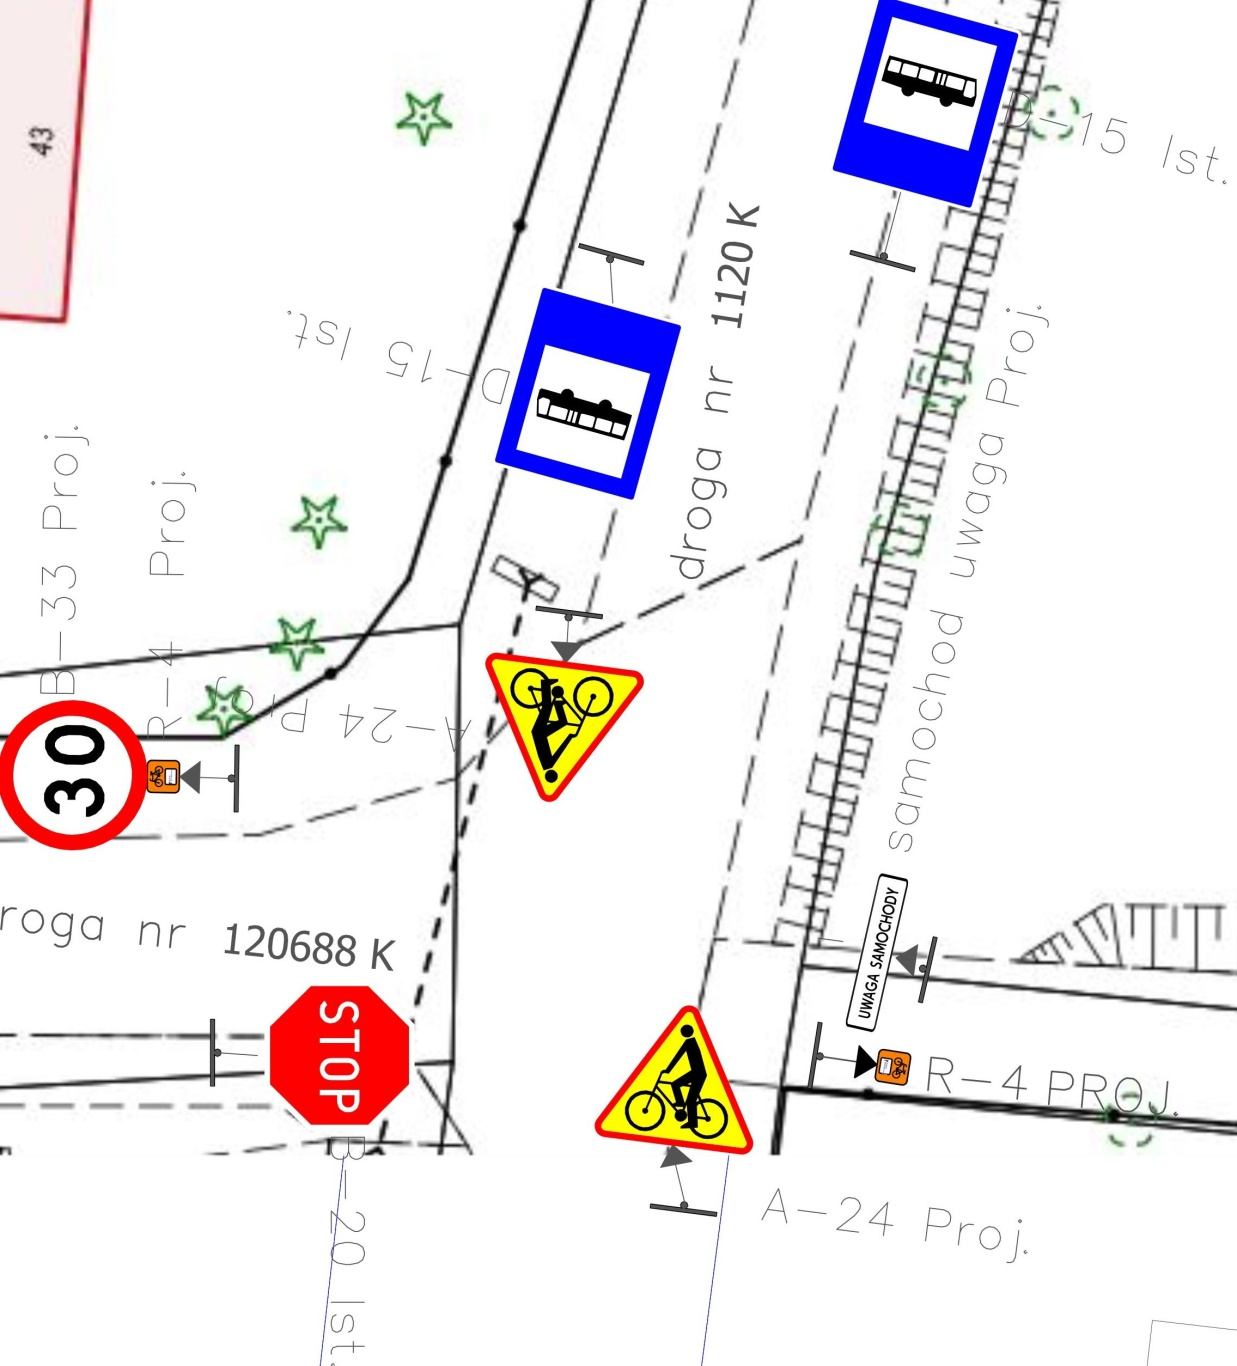 43
D-15 Ist.
droga nr 1120 K
D-15 Ist.
samochod uwaga Proj.
B-33 Proj.
R-4 Proj.
A-24 Proj.
30
roga nr 120688 K
UWAGA SAMOCHODY
STOP
R-4 PROJ.
B-20 Ist.
A-24 Proj.